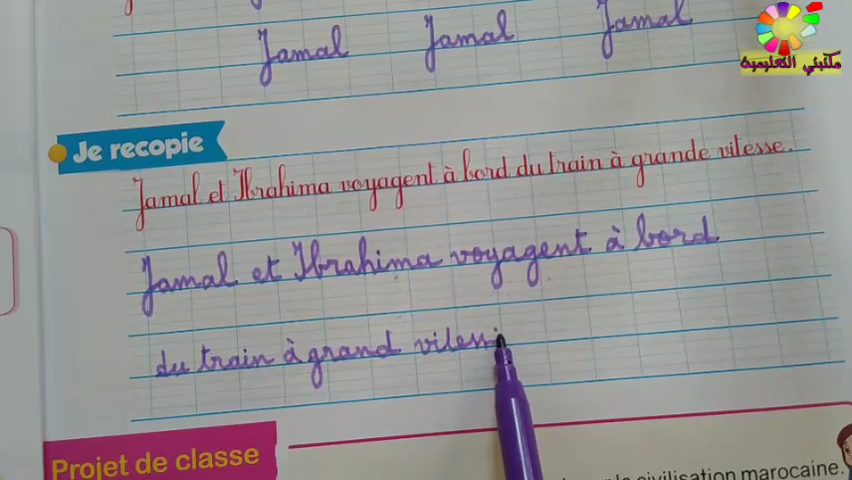 Jamal Jamal Jamal
مكتبتي التعليمية
Je recopie
Jamal et Ibrahima voyagent à bord du train à grande vitesse.
Jamal et Ibrahima voyagent à bord
du train à grand
Projet de classe
civilisation marocaine.